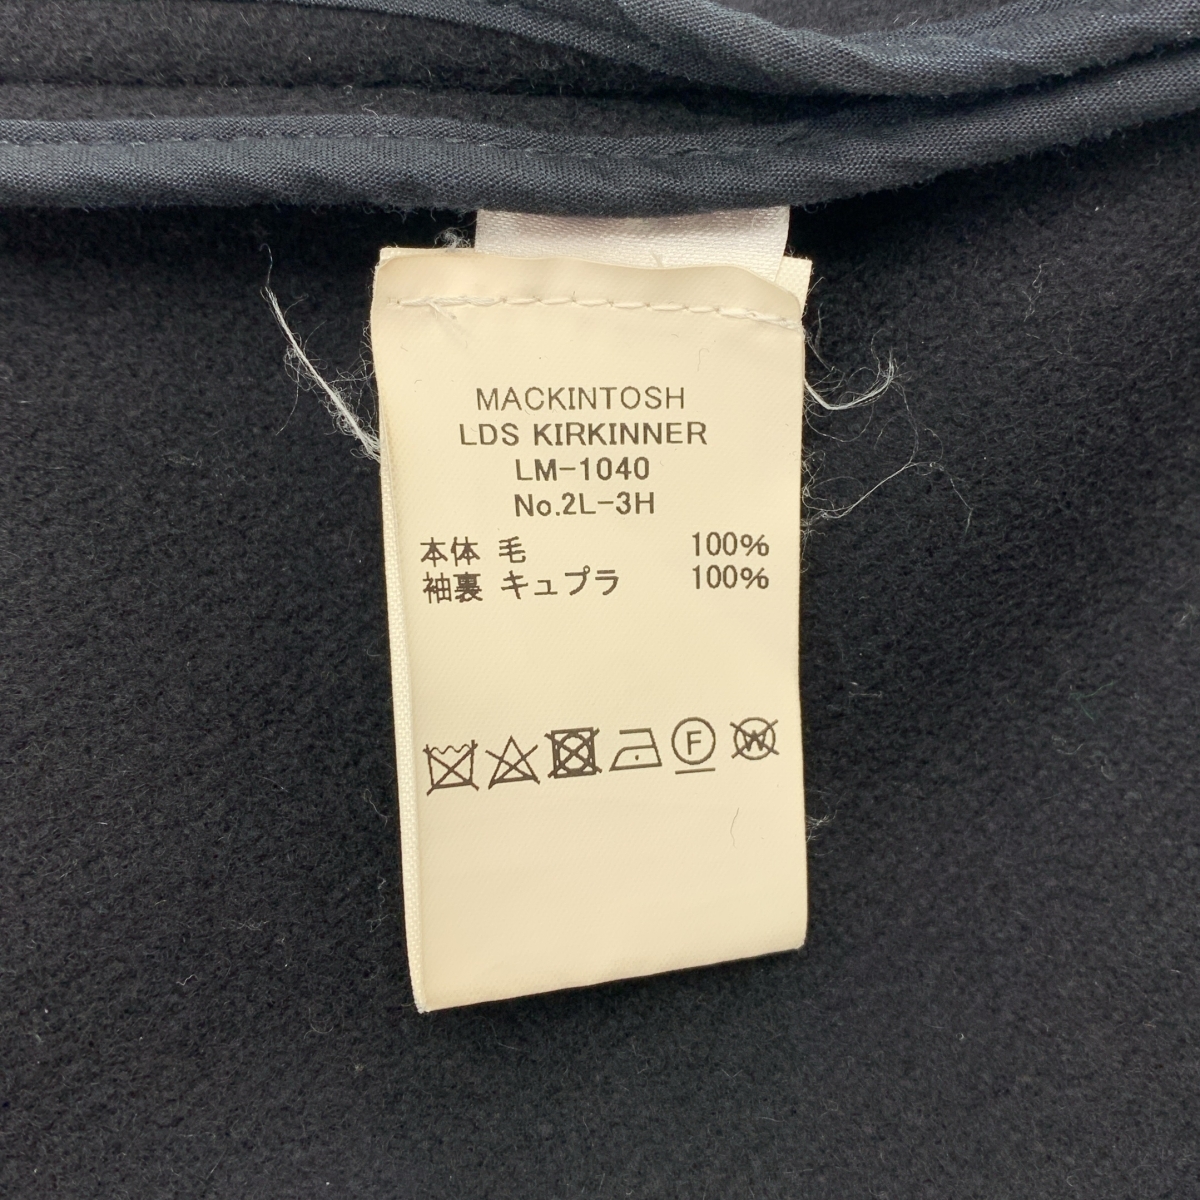 MACKINTOSH
LDS KIRKINNER
LM-1040
No.2L-3H
本体 毛 100%
袖裏 キュプラ 100%
F W